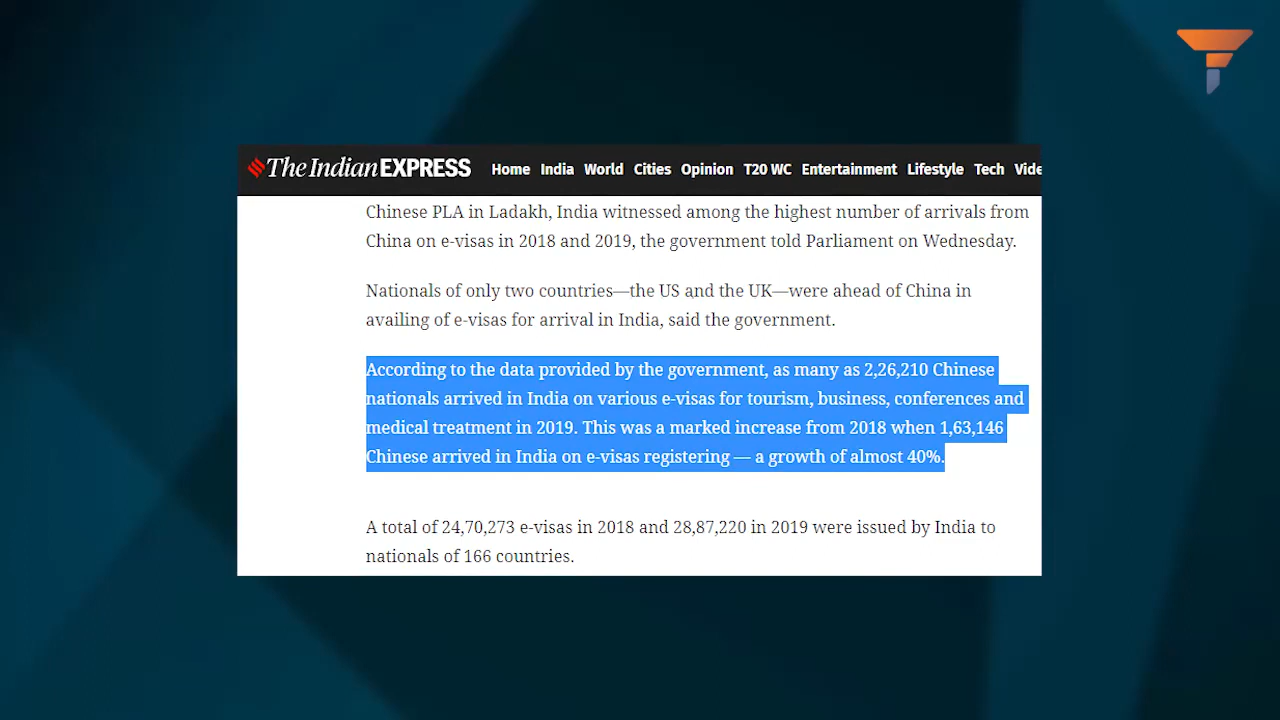 The Indian EXPRESS Home India World Cities Opinion T20 WC Entertainment Lifestyle Tech Vide
Chinese PLA in Ladakh, India witnessed among the highest number of arrivals from
China on e-visas in 2018 and 2019, the government told Parliament on Wednesday.
Nationals of only two countries—the US and the UK—were ahead of China in
availing of e-visas for arrival in India, said the government.
According to the data provided by the government, as many as 2,26,210 Chinese
nationals arrived in India on various e-visas for tourism, business, conferences and
medical treatment in 2019. This was a marked increase from 2018 when 1,63,146
Chinese arrived in India on e-visas registering — a growth of almost 40%.
A total of 24,70,273 e-visas in 2018 and 28,87,220 in 2019 were issued by India to
nationals of 166 countries.